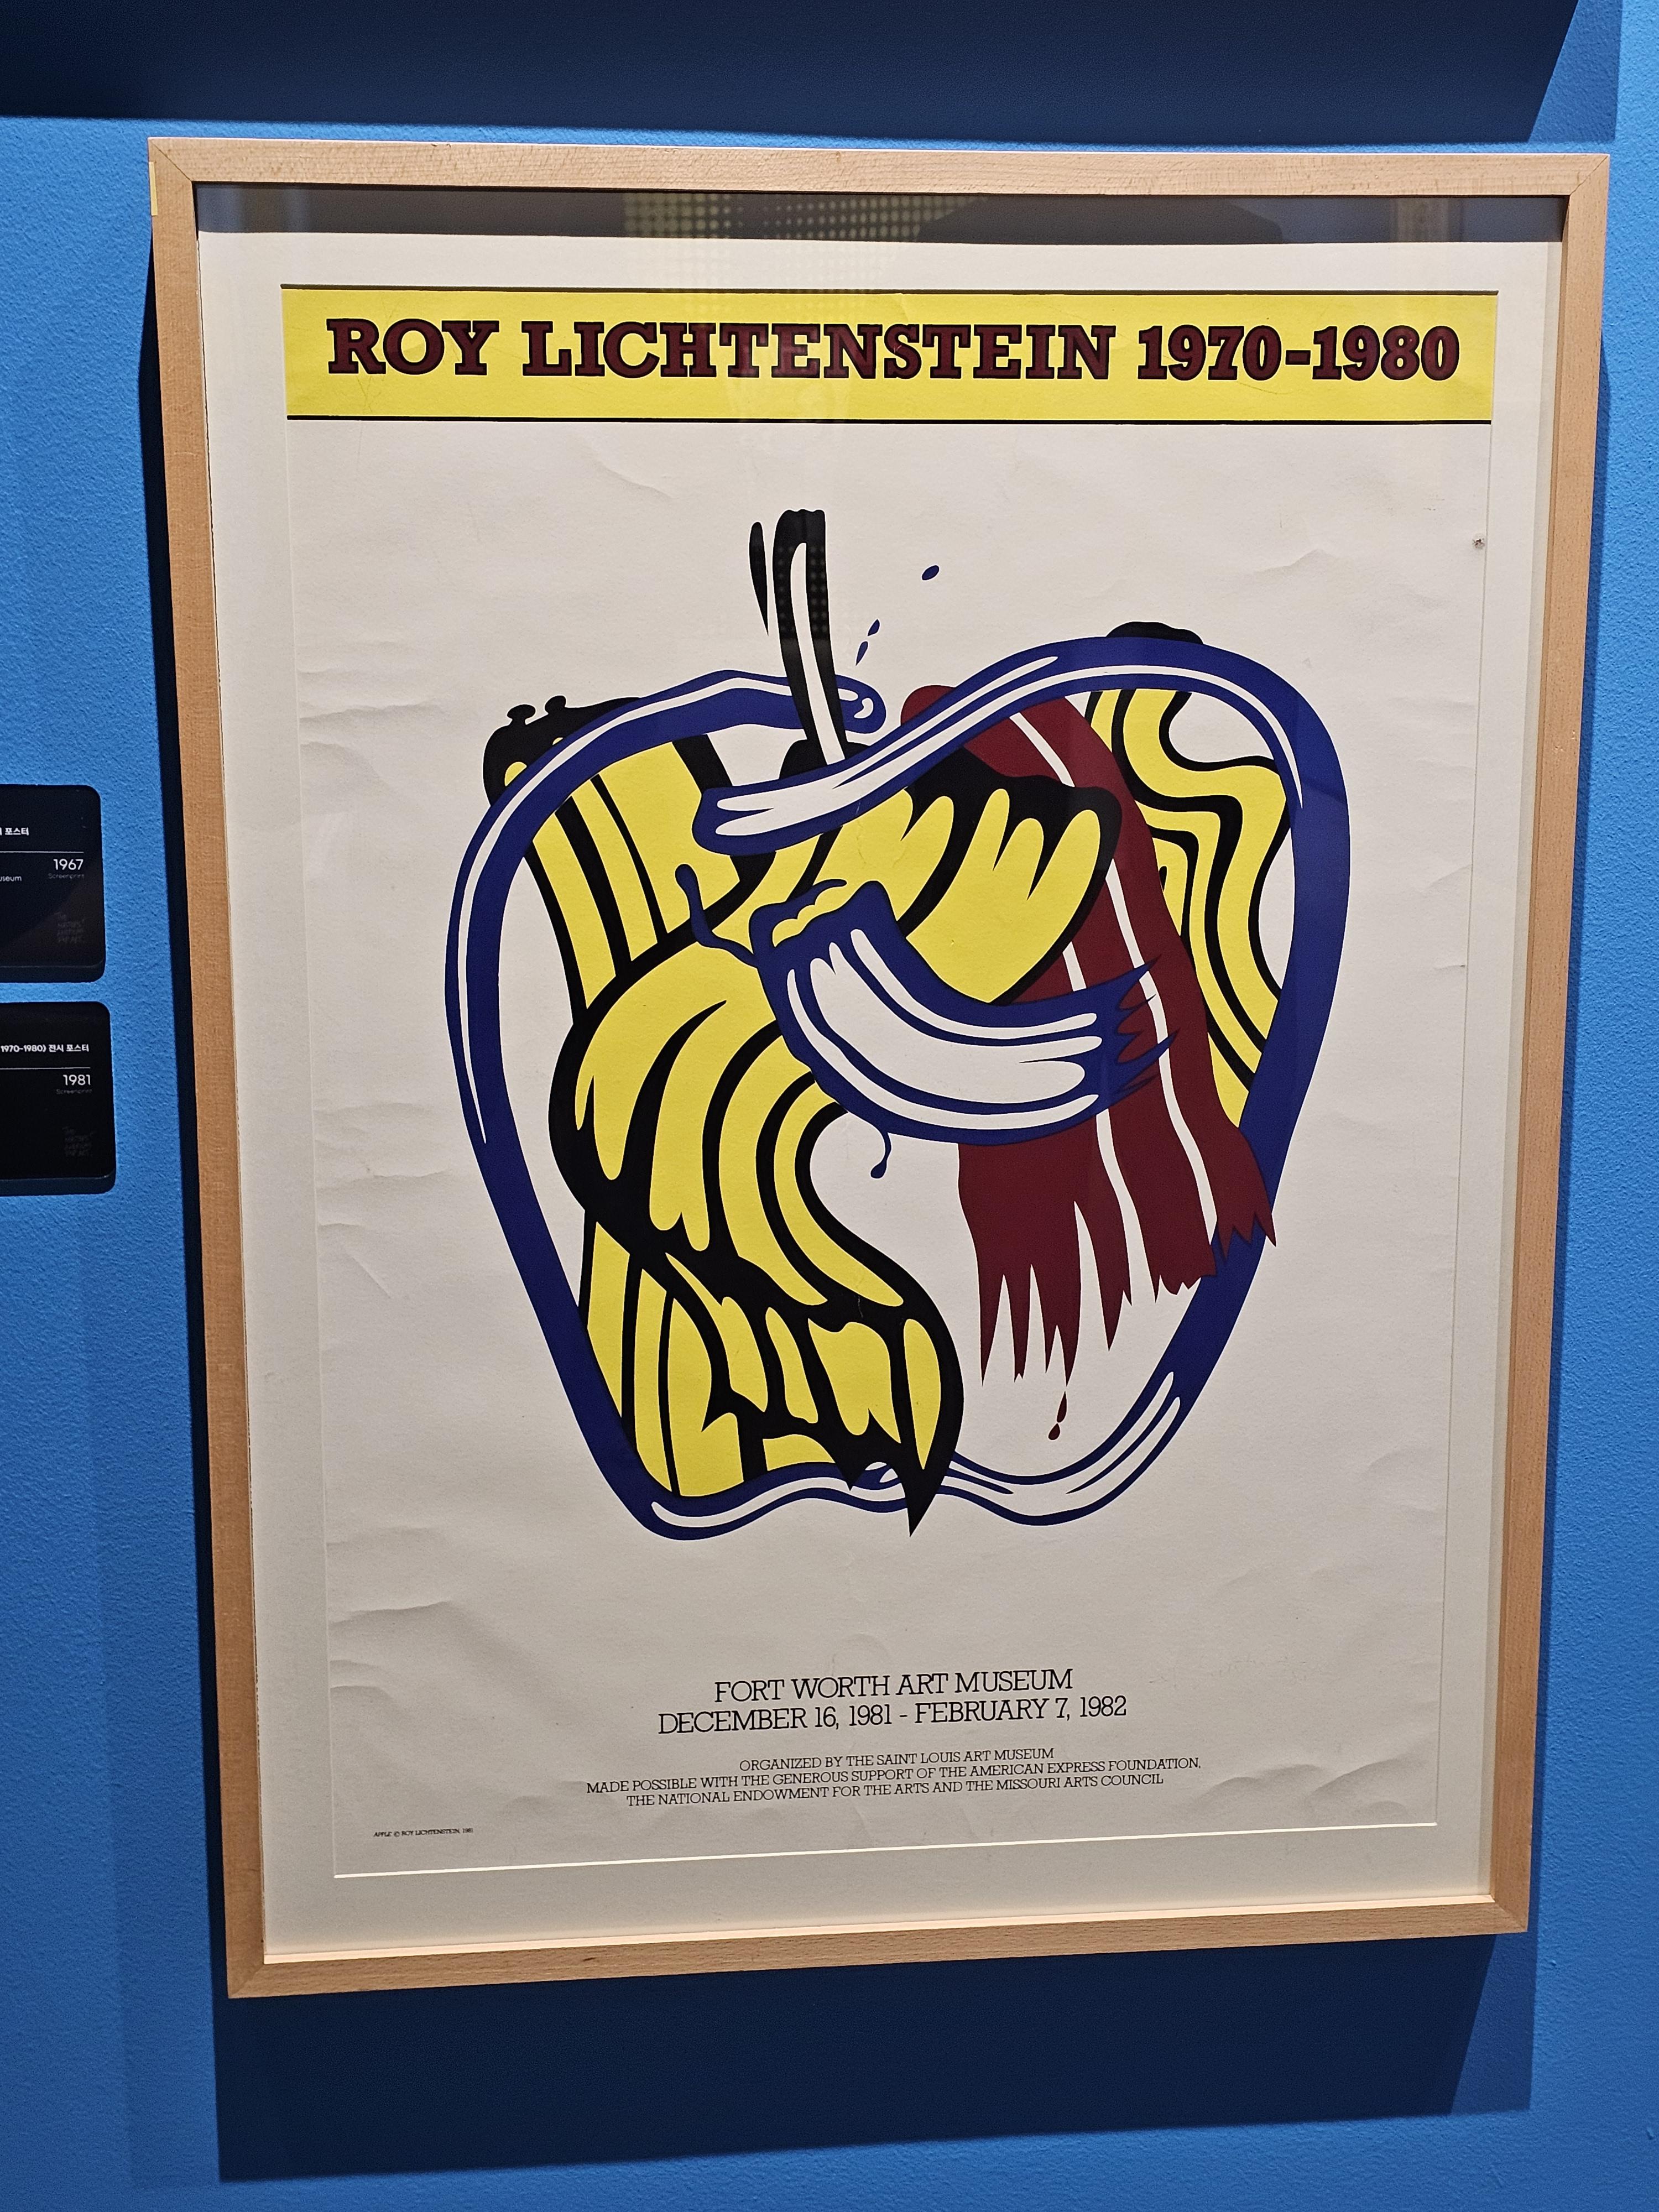 ROY LICHTENSTEIN 1970-1980
FORT WORTH ART MUSEUM
DECEMBER 16, 1981 - FEBRUARY 7, 1982
ORGANIZED BY THE SAINT LOUIS ART MUSEUM
MADE POSSIBLE WITH THE GENEROUS SUPPORT OF THE AMERICAN EXPRESS FOUNDATION,
THE NATIONAL ENDOWMENT FOR THE ARTS AND THE MISSOURI ARTS COUNCIL
APPLE © ROY LICHTENSTEIN, 1981
포스터
1967
Screenprint
useum
1970-1980) 전시 포스터
1981
Screenprint